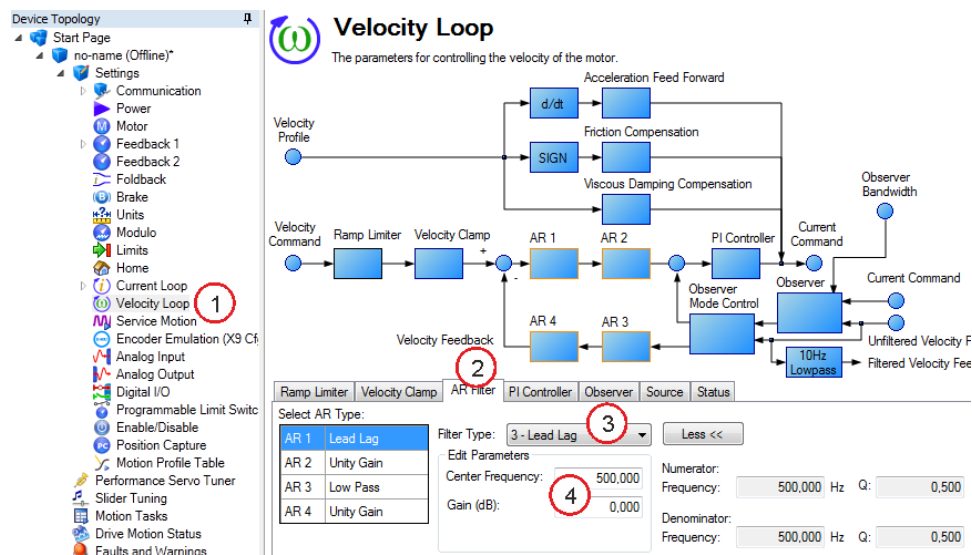 Device Topology
Start Page
no-name (Offline)*
Settings
Communication
Power
Motor
Feedback 1
Feedback 2
Foldback
Brake
Units
Modulo
Limits
Home
Current Loop
Velocity Loop
1
Service Motion
Encoder Emulation (X9 Cf
Analog Input
Analog Output
Digital I/O
Programmable Limit Switc
Enable/Disable
Position Capture
Motion Profile Table
Performance Servo Tuner
Slider Tuning
Motion Tasks
Drive Motion Status
Faults and Warnings
Velocity Loop
The parameters for controlling the velocity of the motor.
Acceleration Feed Forward
d/dt
Velocity
Profile
Friction Compensation
SIGN
Viscous Damping Compensation
Observer
Bandwidth
Velocity
Command
Ramp Limiter
Velocity Clamp
+
-
AR 1
AR 2
PI Controller
Current
Command
Observer
Mode Control
Observer
Current Command
AR 4
AR 3
Velocity Feedback
Unfiltered Velocity F
10Hz
Lowpass
Filtered Velocity Fee
2
Ramp Limiter
Velocity Clamp
AR Filter
PI Controller
Observer
Source
Status
Select AR Type:
AR 1 Lead Lag
AR 2 Unity Gain
AR 3 Low Pass
AR 4 Unity Gain
Filter Type: 3 - Lead Lag
3
Less <<
Edit Parameters
Center Frequency: 500,000
Gain (dB): 0,000
4
Numerator:
Frequency: 500,000 Hz Q: 0,500
Denominator:
Frequency: 500,000 Hz Q: 0,500